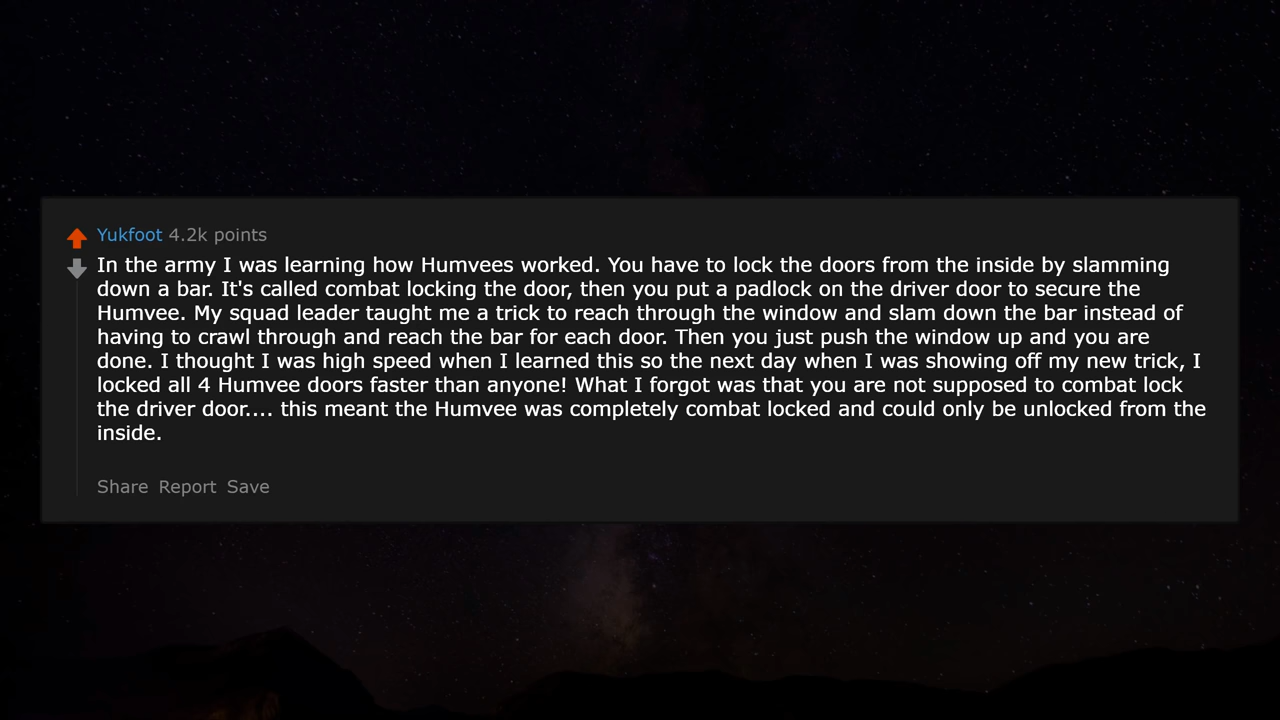 Yukfoot 4.2k points
In the army I was learning how Humvees worked. You have to lock the doors from the inside by slamming
down a bar. It's called combat locking the door, then you put a padlock on the driver door to secure the
Humvee. My squad leader taught me a trick to reach through the window and slam down the bar instead of
having to crawl through and reach the bar for each door. Then you just push the window up and you are
done. I thought I was high speed when I learned this so the next day when I was showing off my new trick, I
locked all 4 Humvee doors faster than anyone! What I forgot was that you are not supposed to combat lock
the driver door.... this meant the Humvee was completely combat locked and could only be unlocked from the
inside.
Share Report Save